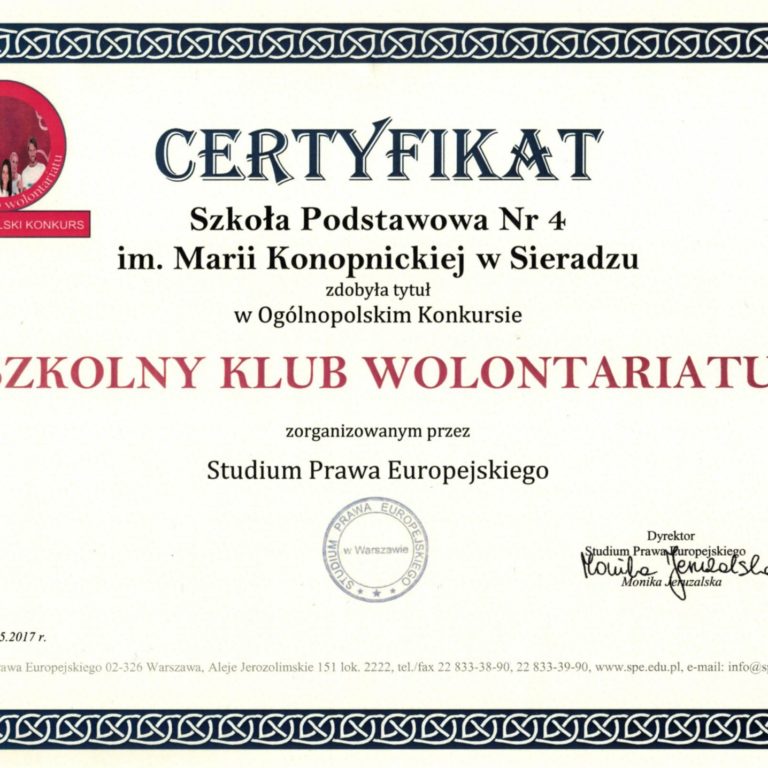 CERTYFIKAT
Szkoła Podstawowa Nr 4
im. Marii Konopnickiej w Sieradzu
zdobyła tytuł
w Ogólnopolskim Konkursie
SZKOLNY KLUB WOLONTARIATU
zorganizowanym przez
Studium Prawa Europejskiego
wolontariatu
LSKI KONKURS
STUDIUM PRAWA EUROPEJSKIEGO
w Warszawie
Dyrektor
Studium Prawa Europejskiego
Monika Jeruzalska
Monika Jeruzalska
5.2017 r.
awa Europejskiego 02-326 Warszawa, Aleje Jerozolimskie 151 lok. 2222, tel./fax 22 833-38-90, 22 833-39-90, www.spe.edu.pl, e-mail: info@sp